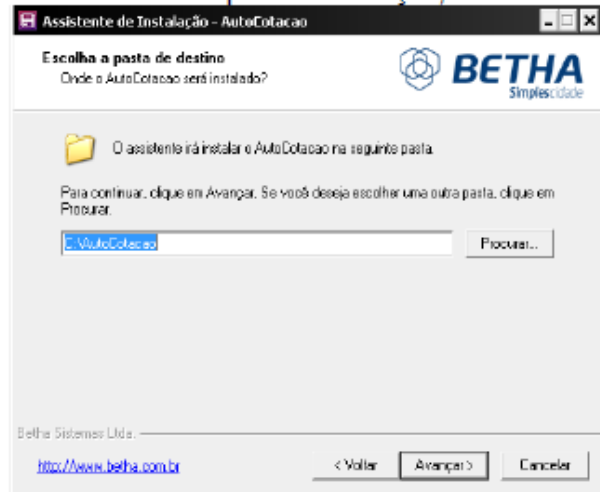 Assistente de Instalação - AutoCotacao
Escolha a pasta de destino
Onde o AutoCotacao será instalado?
BETHA
Simplescidade
O assistente irá instalar o AutoCotacao na seguinte pasta.
Para continuar, clique em Avançar. Se você deseja escolher uma outra pasta, clique em
Procurar.
C:\AutoCotacao
Procurar...
Betha Sistemas Ltda.
http://www.betha.com.br
< Voltar
Avançar >
Cancelar